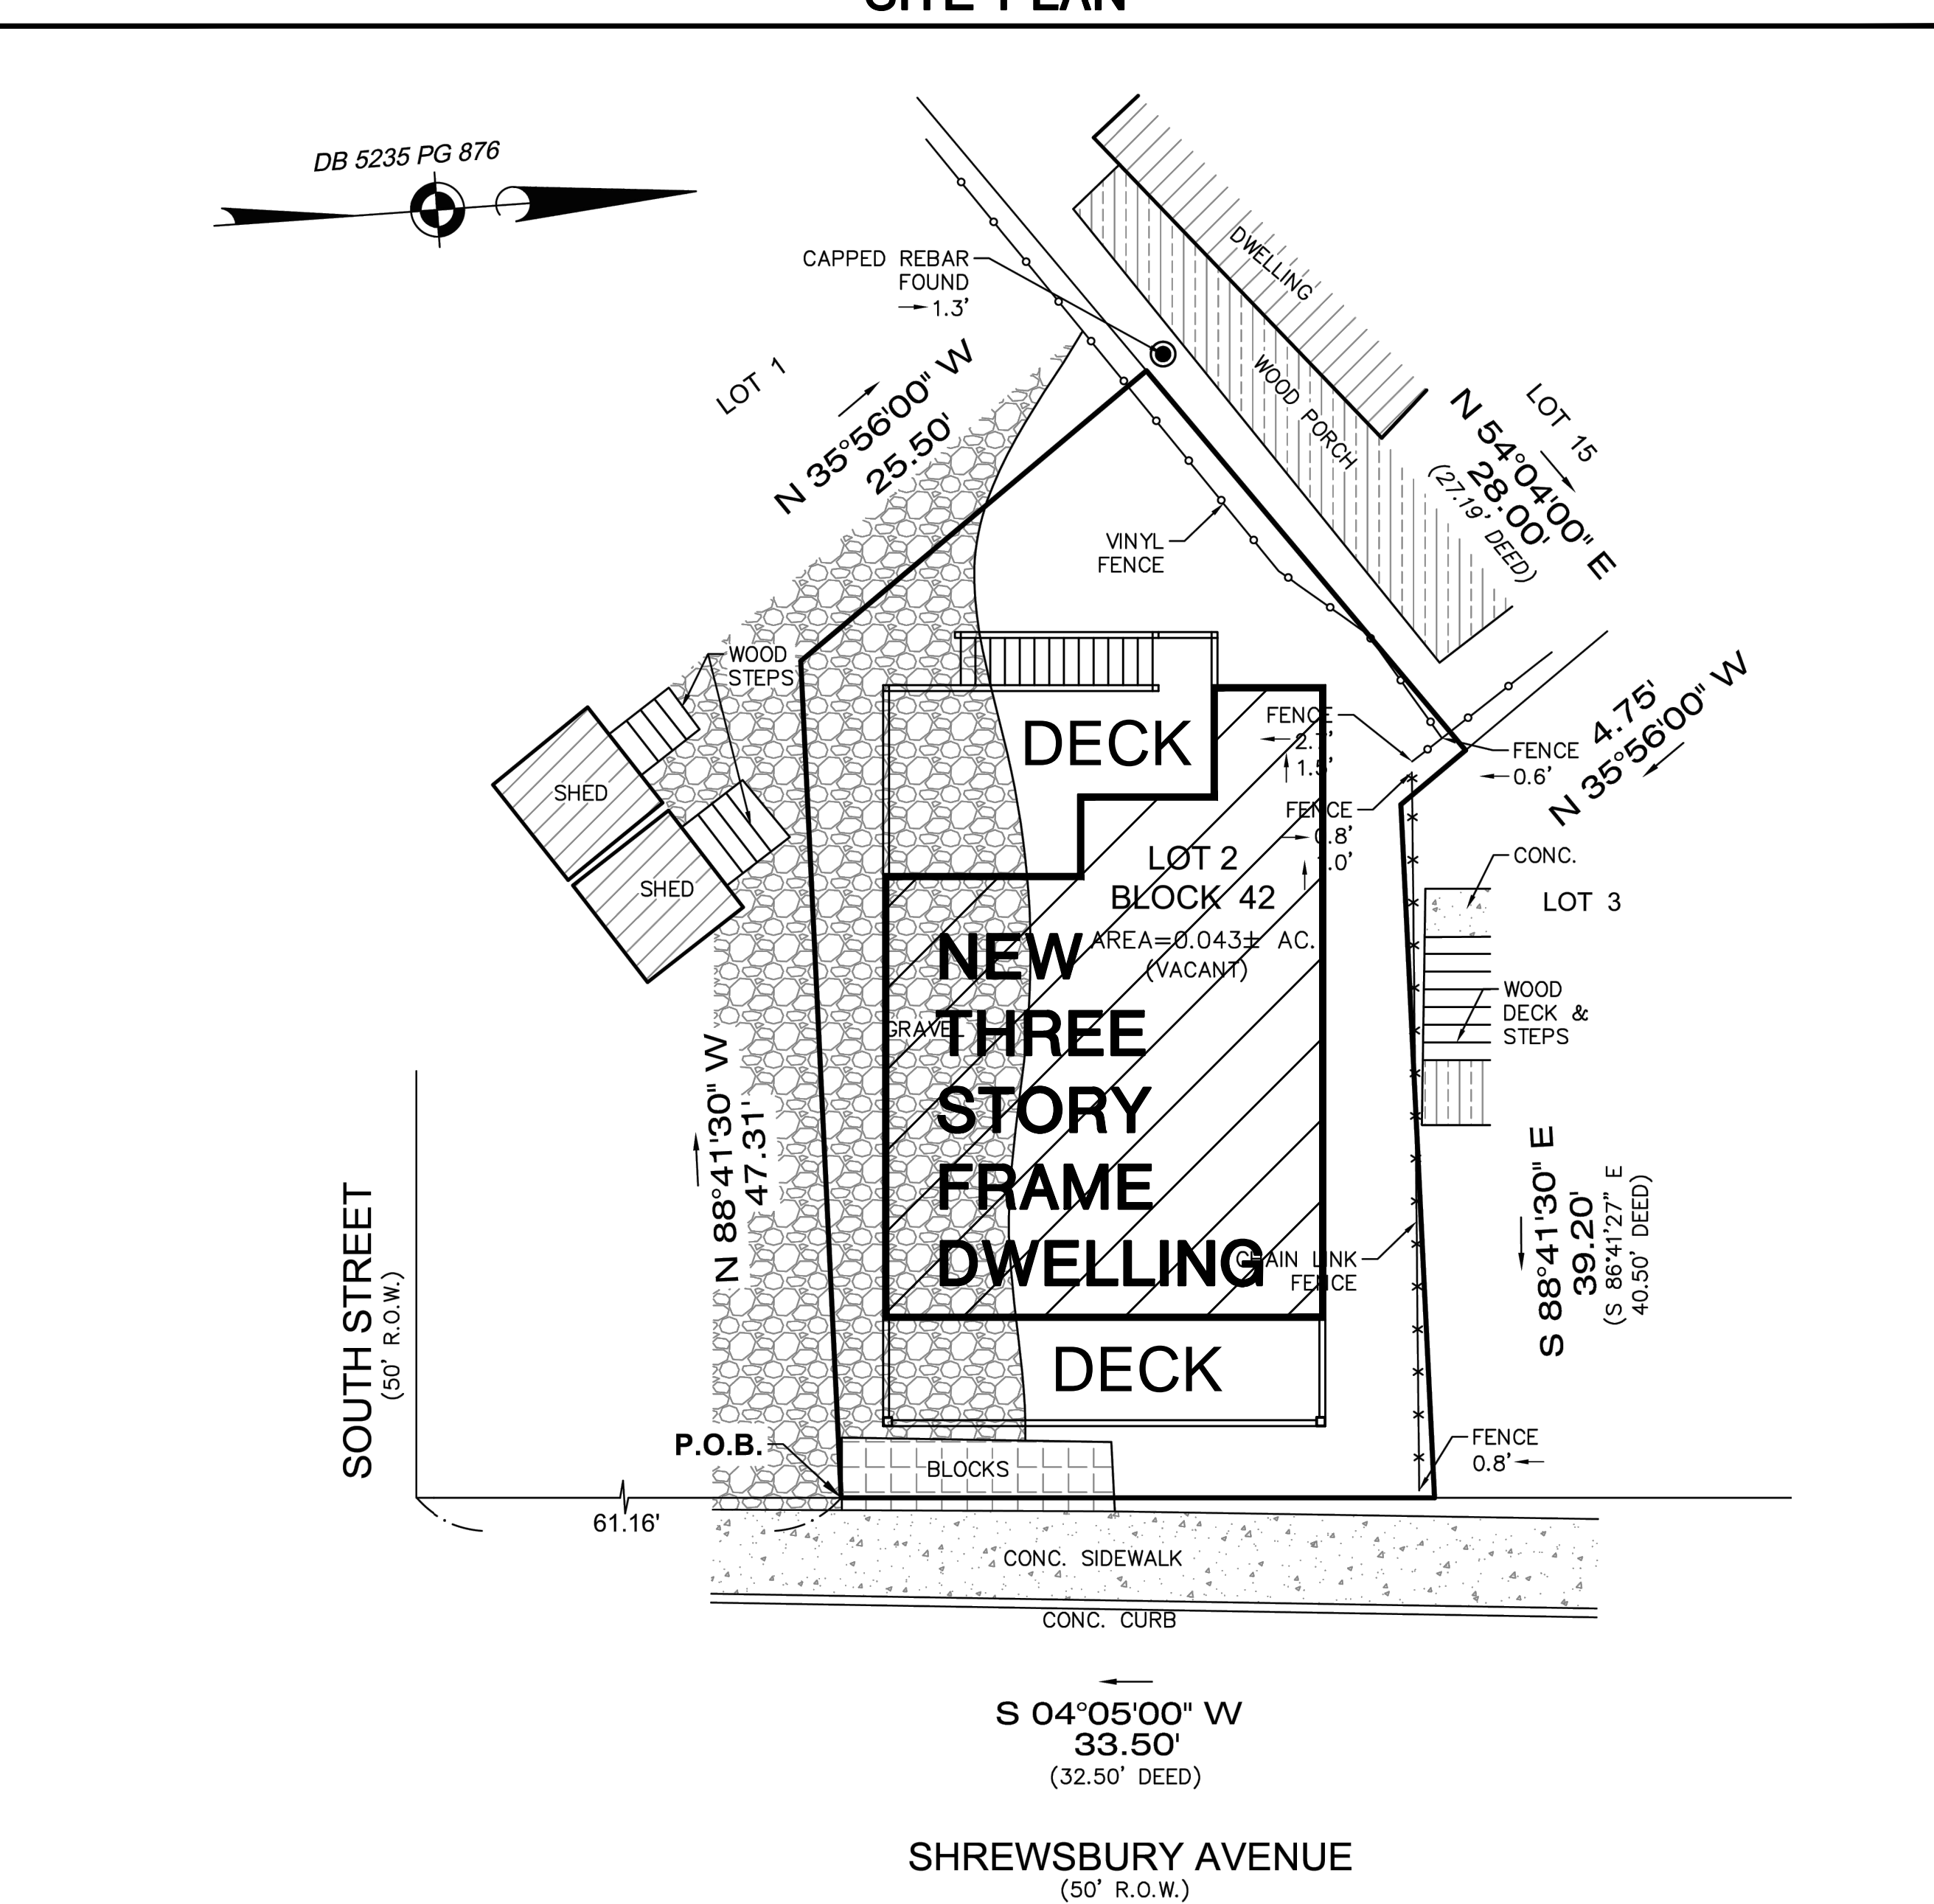 SITE PLAN
DB 5235 PG 876
CAPPED REBAR
FOUND
1.3'
LOT 1
N 35°56'00" W
25.50'
DWELLING
WOOD PORCH
LOT 15
N 54°04'00" E
28.00'
(27.19' DEED)
VINYL
FENCE
WOOD
STEPS
SHED
SHED
DECK
FENCE
2.7'
1.5'
FENCE
0.8'
1.0'
FENCE
0.6'
4.75'
N 35°56'00" W
CONC.
LOT 3
LOT 2
BLOCK 42
AREA=0.043± AC.
(VACANT)
NEW
THREE
STORY
FRAME
DWELLING
GRAVEL
WOOD
DECK &
STEPS
N 88°41'30" W
47.31'
S 88°41'30" E
39.20'
(S 86°41'27" E
40.50' DEED)
CHAIN LINK
FENCE
SOUTH STREET
(50' R.O.W.)
DECK
P.O.B.
BLOCKS
FENCE
0.8'
61.16'
CONC. SIDEWALK
CONC. CURB
S 04°05'00" W
33.50'
(32.50' DEED)
SHREWSBURY AVENUE
(50' R.O.W.)